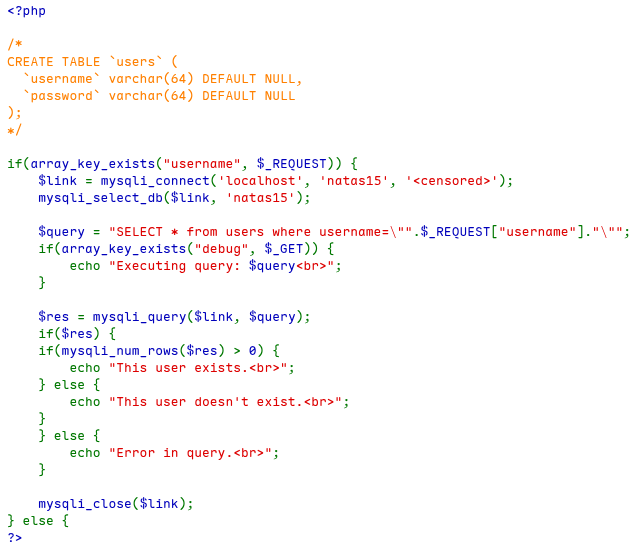 <?php
/*
CREATE TABLE `users` (
`username` varchar(64) DEFAULT NULL,
`password` varchar(64) DEFAULT NULL
);
*/
if(array_key_exists("username", $_REQUEST)) {
$link = mysqli_connect('localhost', 'natas15', '<censored>');
mysqli_select_db($link, 'natas15');
$query = "SELECT * from users where username=\"".$_REQUEST["username"]."\"";
if(array_key_exists("debug", $_GET)) {
echo "Executing query: $query<br>";
}
$res = mysqli_query($link, $query);
if($res) {
if(mysqli_num_rows($res) > 0) {
echo "This user exists.<br>";
} else {
echo "This user doesn't exist.<br>";
}
} else {
echo "Error in query.<br>";
}
mysqli_close($link);
} else {
?>